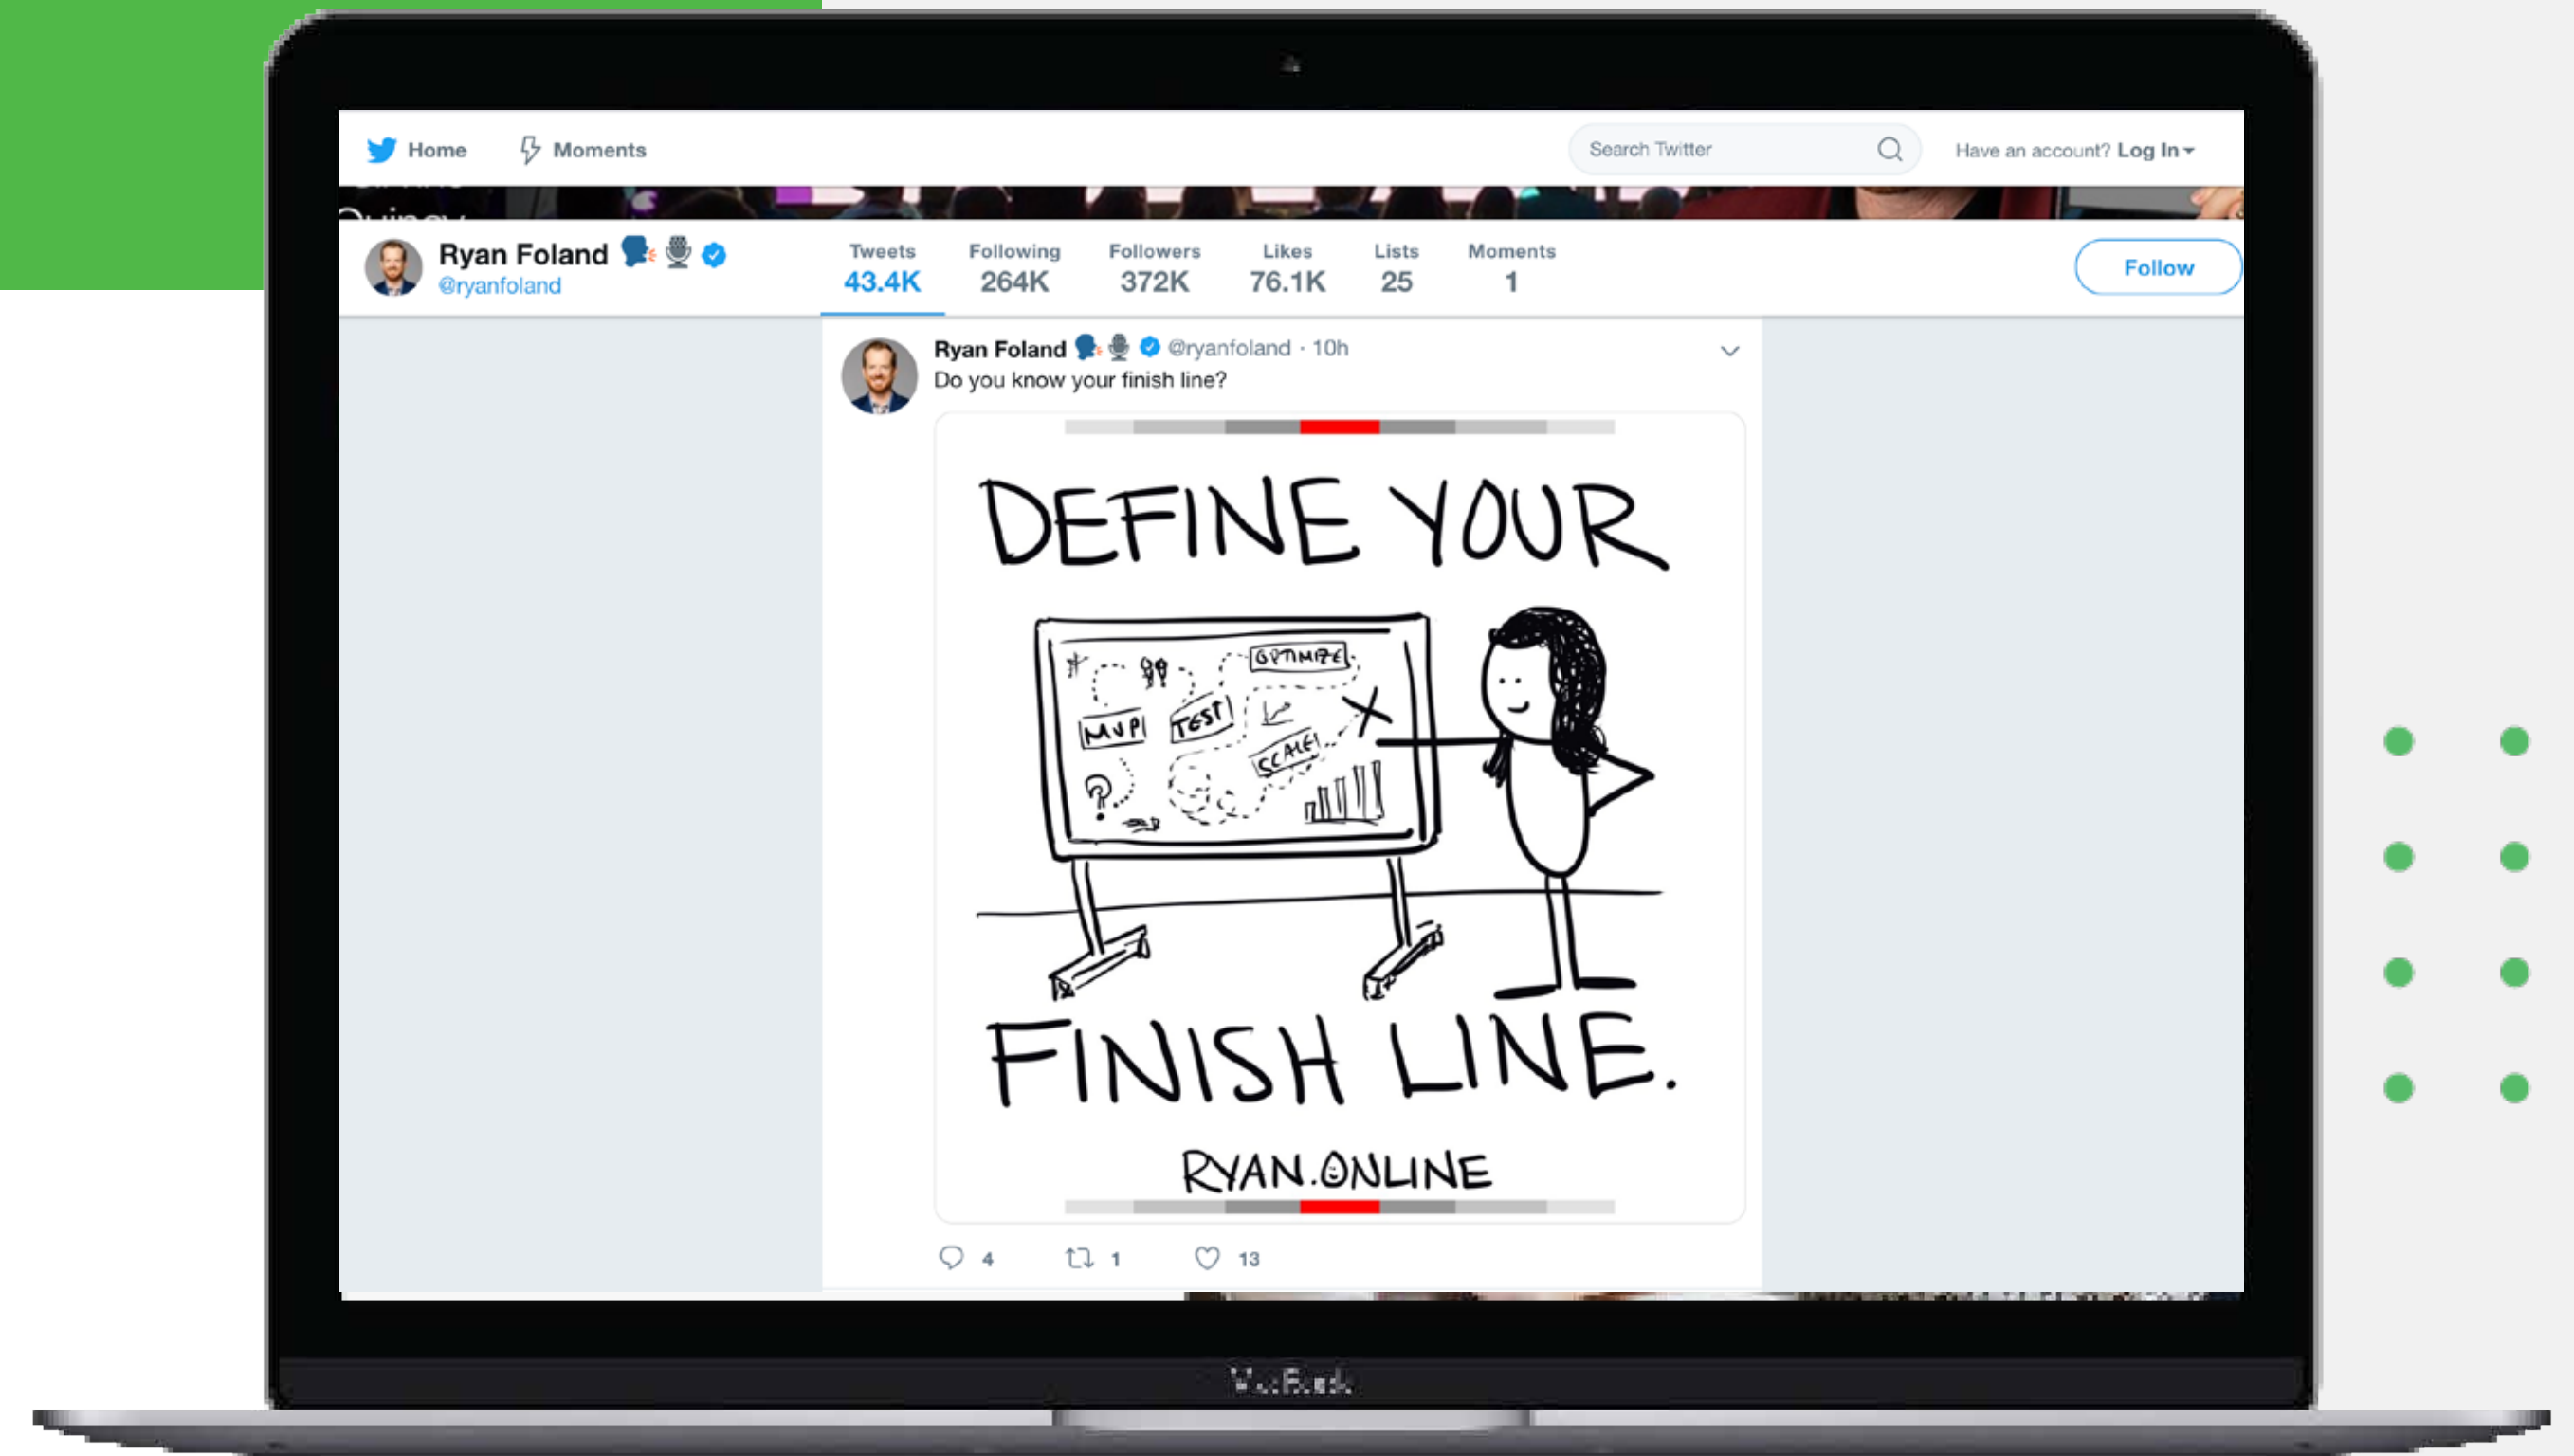 Home Moments Search Twitter Have an account? Log In
Ryan Foland
@ryanfoland
Tweets Following Followers Likes Lists Moments
43.4K 264K 372K 76.1K 25 1
Follow
Ryan Foland @ryanfoland · 10h
Do you know your finish line?
DEFINE YOUR
OPTIMIZE
MVP TEST
SCALE!
?
FINISH LINE.
RYAN.ONLINE
4 1 13